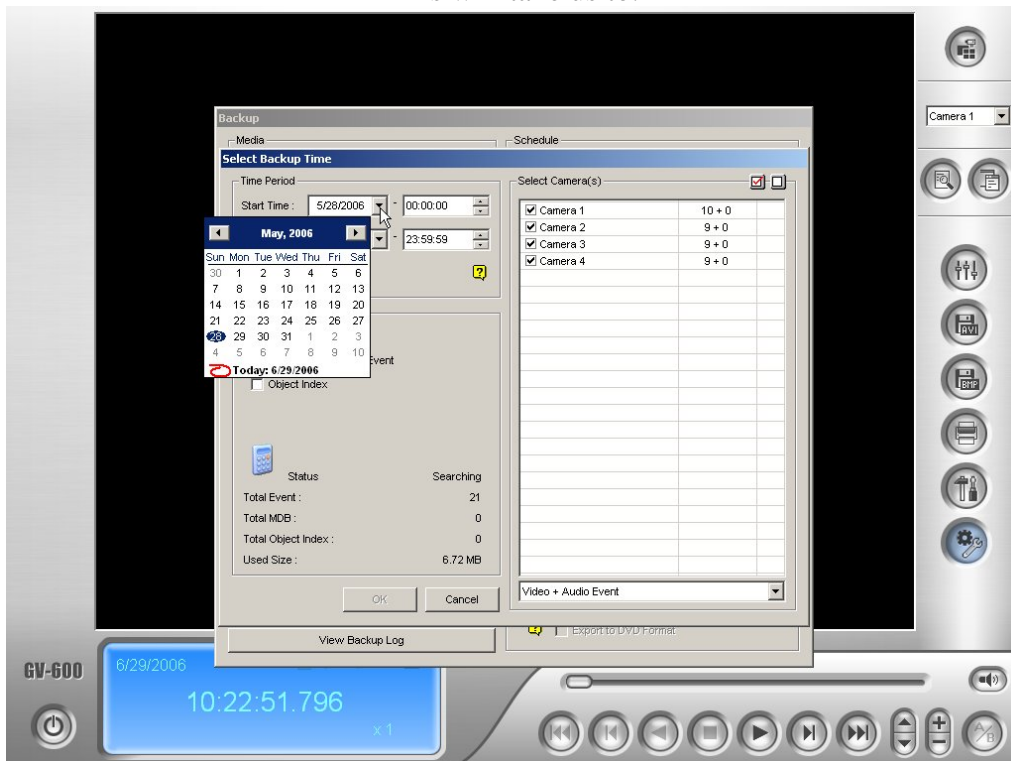 Backup
Media
Schedule
Select Backup Time
Time Period
Start Time : 5/28/2006 - 00:00:00
- 23:59:59
May, 2006
Sun Mon Tue Wed Thu Fri Sat
30 1 2 3 4 5 6
7 8 9 10 11 12 13
14 15 16 17 18 19 20
21 22 23 24 25 26 27
28 29 30 31 1 2 3
4 5 6 7 8 9 10
Today: 6/29/2006
Event
Object Index
Status Searching
Total Event : 21
Total MDB : 0
Total Object Index : 0
Used Size : 6.72 MB
OK Cancel
Select Camera(s)
Camera 1 10 + 0
Camera 2 9 + 0
Camera 3 9 + 0
Camera 4 9 + 0
Video + Audio Event
View Backup Log
Export to DVD Format
Camera 1
AVI
BMP
GV-600
6/29/2006
10:22:51.796
x 1
A/B